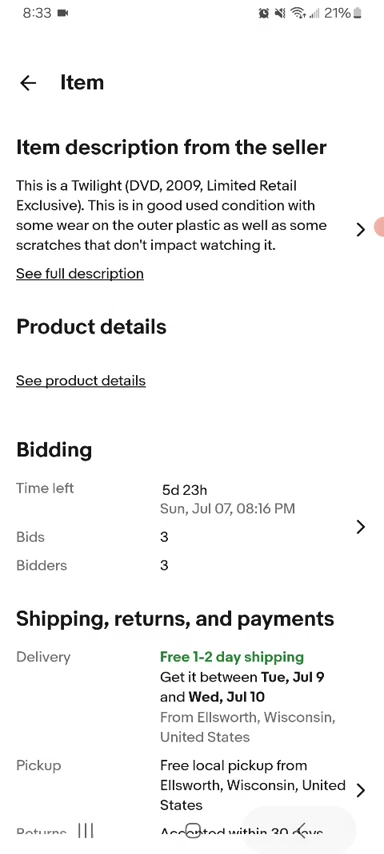 8:33
21%
Item
Item description from the seller
This is a Twilight (DVD, 2009, Limited Retail
Exclusive). This is in good used condition with
some wear on the outer plastic as well as some
scratches that don't impact watching it.
See full description
Product details
See product details
Bidding
Time left 5d 23h
Sun, Jul 07, 08:16 PM
Bids 3
Bidders 3
Shipping, returns, and payments
Delivery Free 1-2 day shipping
Get it between Tue, Jul 9
and Wed, Jul 10
From Ellsworth, Wisconsin,
United States
Pickup Free local pickup from
Ellsworth, Wisconsin, United
States
Returns Accepted within 30 days